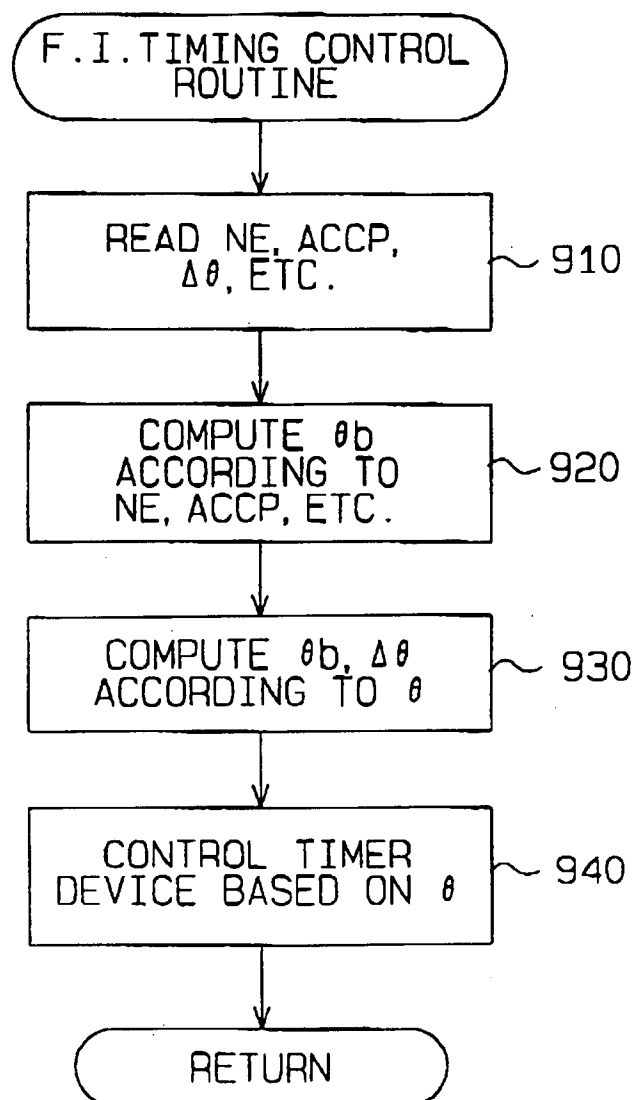 F.I.TIMING CONTROL
ROUTINE
READ NE, ACCP,
Δθ, ETC.
910
COMPUTE θb
ACCORDING TO
NE, ACCP, ETC.
920
COMPUTE θb, Δθ
ACCORDING TO θ
930
CONTROL TIMER
DEVICE BASED ON θ
940
RETURN